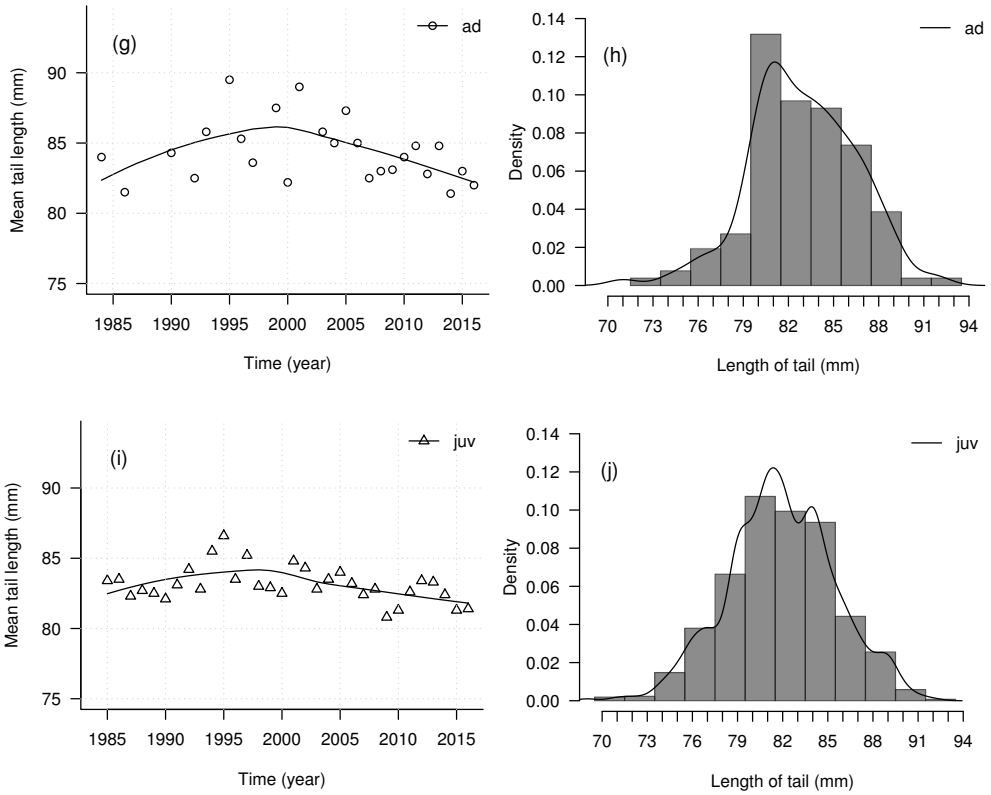 (g)
ad
Mean tail length (mm)
90
85
80
75
1985 1990 1995 2000 2005 2010 2015
Time (year)
(h)
ad
Density
0.14
0.12
0.10
0.08
0.06
0.04
0.02
0.00
70 73 76 79 82 85 88 91 94
Length of tail (mm)
(i)
juv
Mean tail length (mm)
90
85
80
75
1985 1990 1995 2000 2005 2010 2015
Time (year)
(j)
juv
Density
0.14
0.12
0.10
0.08
0.06
0.04
0.02
0.00
70 73 76 79 82 85 88 91 94
Length of tail (mm)